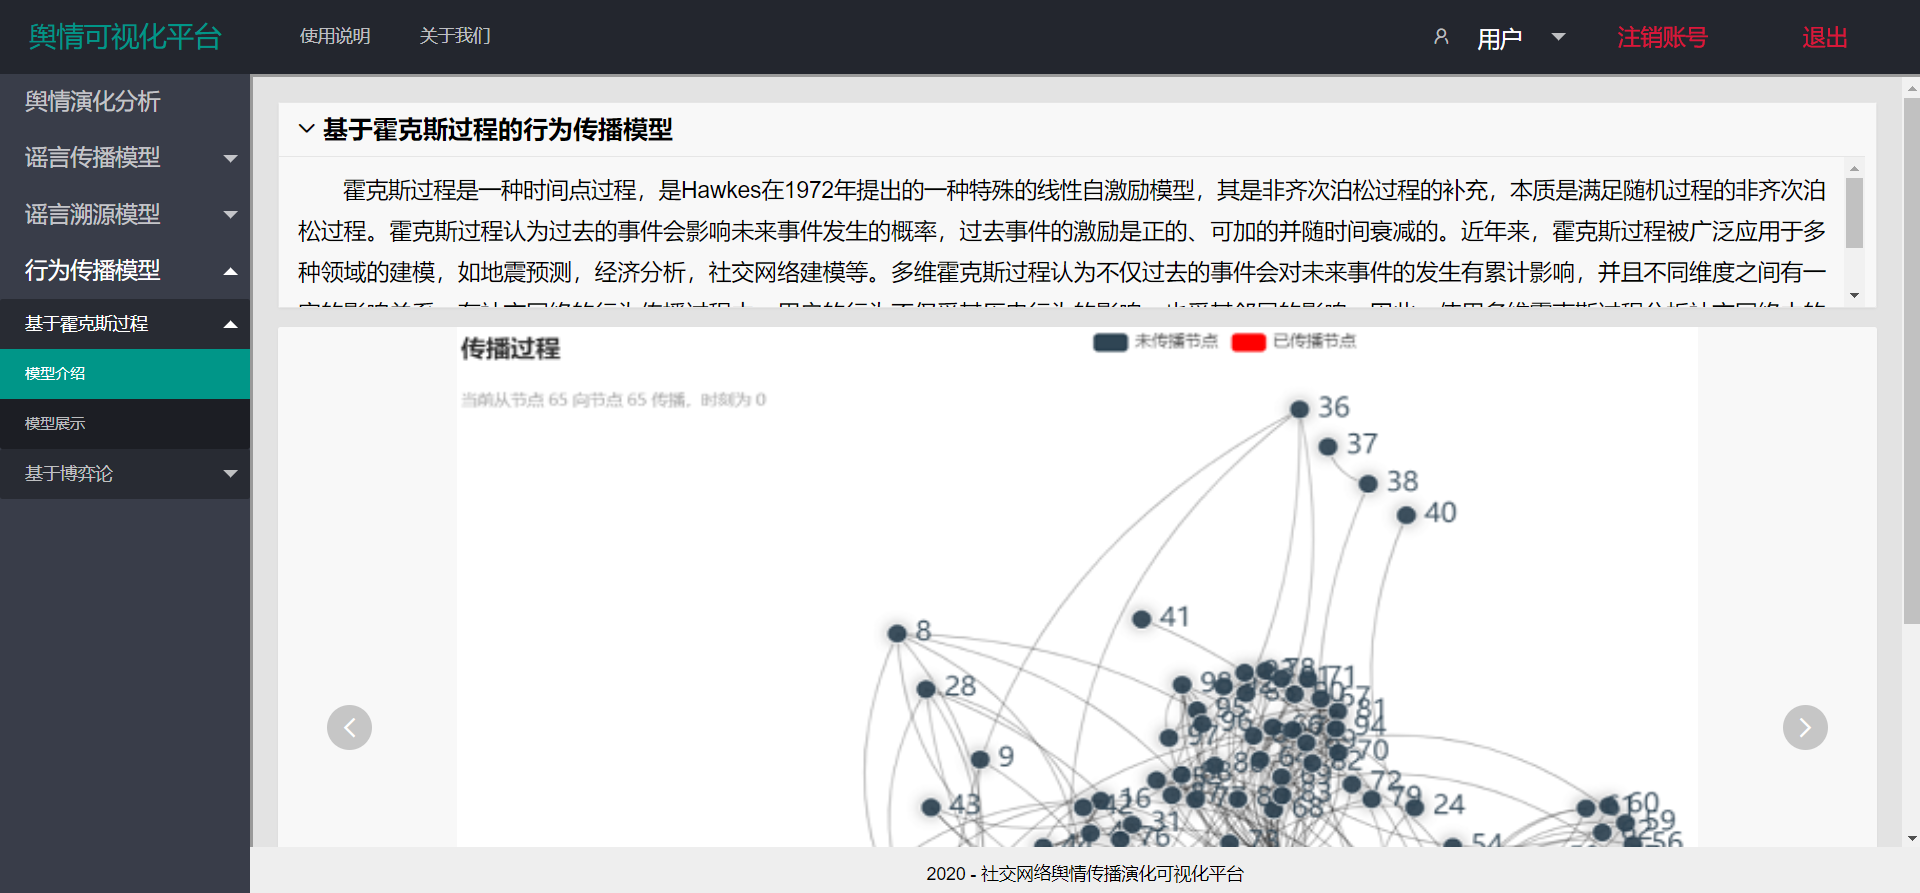 舆情可视化平台
使用说明
关于我们
用户
注销账号
退出
舆情演化分析
谣言传播模型
谣言溯源模型
行为传播模型
基于霍克斯过程
模型介绍
模型展示
基于博弈论
基于霍克斯过程的行为传播模型
霍克斯过程是一种时间点过程，是Hawkes在1972年提出的一种特殊的线性自激励模型，其是非齐次泊松过程的补充，本质是满足随机过程的非齐次泊
松过程。霍克斯过程认为过去的事件会影响未来事件发生的概率，过去事件的激励是正的、可加的并随时间衰减的。近年来，霍克斯过程被广泛应用于多
种领域的建模，如地震预测，经济分析，社交网络建模等。多维霍克斯过程认为不仅过去的事件会对未来事件的发生有累计影响，并且不同维度之间有一
传播过程
未传播节点
已传播节点
当前从节点 65 向节点 65 传播，时刻为 0
36
37
38
40
41
8
28
9
43
71
81
94
70
72
79
24
16
31
76
83
68
60
59
56
54
2020 - 社交网络舆情传播演化可视化平台